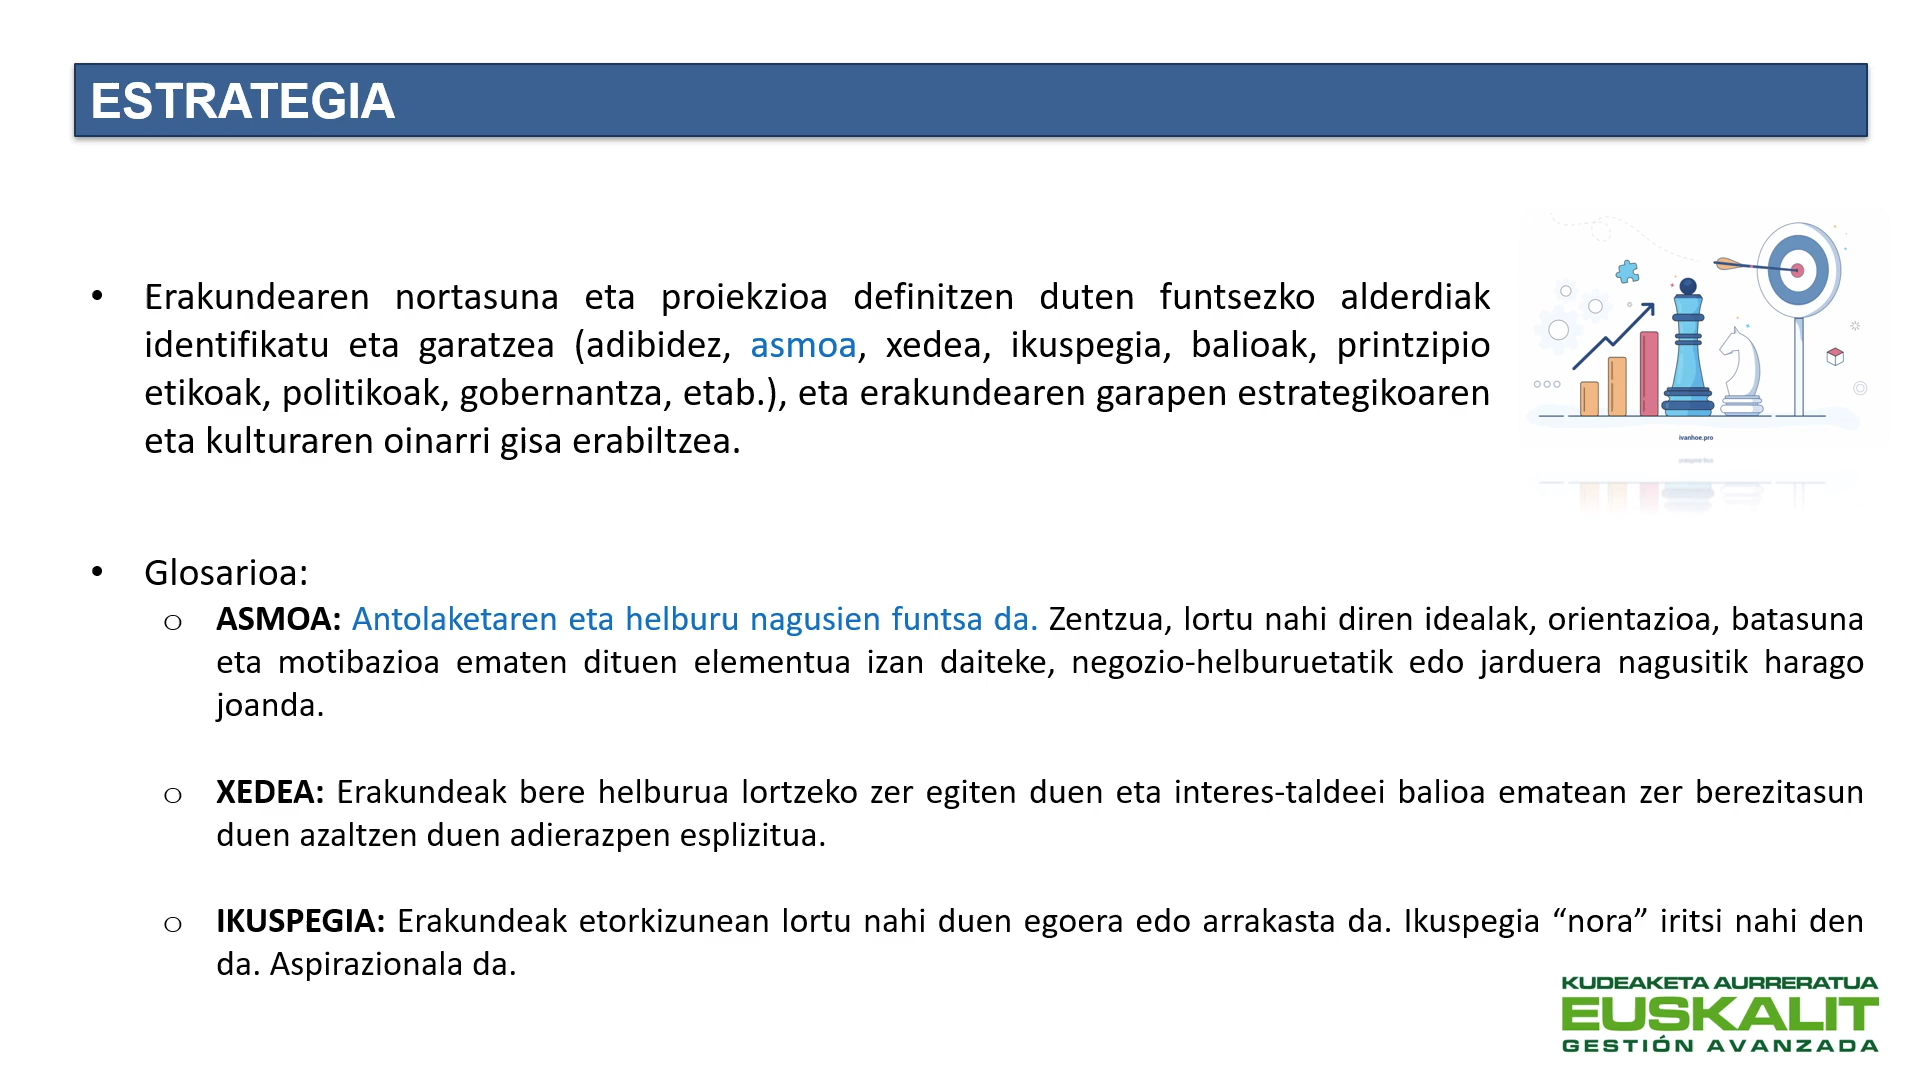 ESTRATEGIA
• Erakundearen nortasuna eta proiekzioa definitzen duten funtsezko alderdiak
identifikatu eta garatzea (adibidez, asmoa, xedea, ikuspegia, balioak, printzipio
etikoak, politikoak, gobernantza, etab.), eta erakundearen garapen estrategikoaren
eta kulturaren oinarri gisa erabiltzea.
ivanhoe.pro
• Glosarioa:
o ASMOA: Antolaketaren eta helburu nagusien funtsa da. Zentzua, lortu nahi diren idealak, orientazioa, batasuna
eta motibazioa ematen dituen elementua izan daiteke, negozio-helburuetatik edo jarduera nagusitik harago
joanda.
o XEDEA: Erakundeak bere helburua lortzeko zer egiten duen eta interes-taldeei balioa ematean zer berezitasun
duen azaltzen duen adierazpen esplizitua.
o IKUSPEGIA: Erakundeak etorkizunean lortu nahi duen egoera edo arrakasta da. Ikuspegia “nora” iritsi nahi den
da. Aspirazionala da.
KUDEAKETA AURRERATUA
EUSKALIT
GESTIÓN AVANZADA